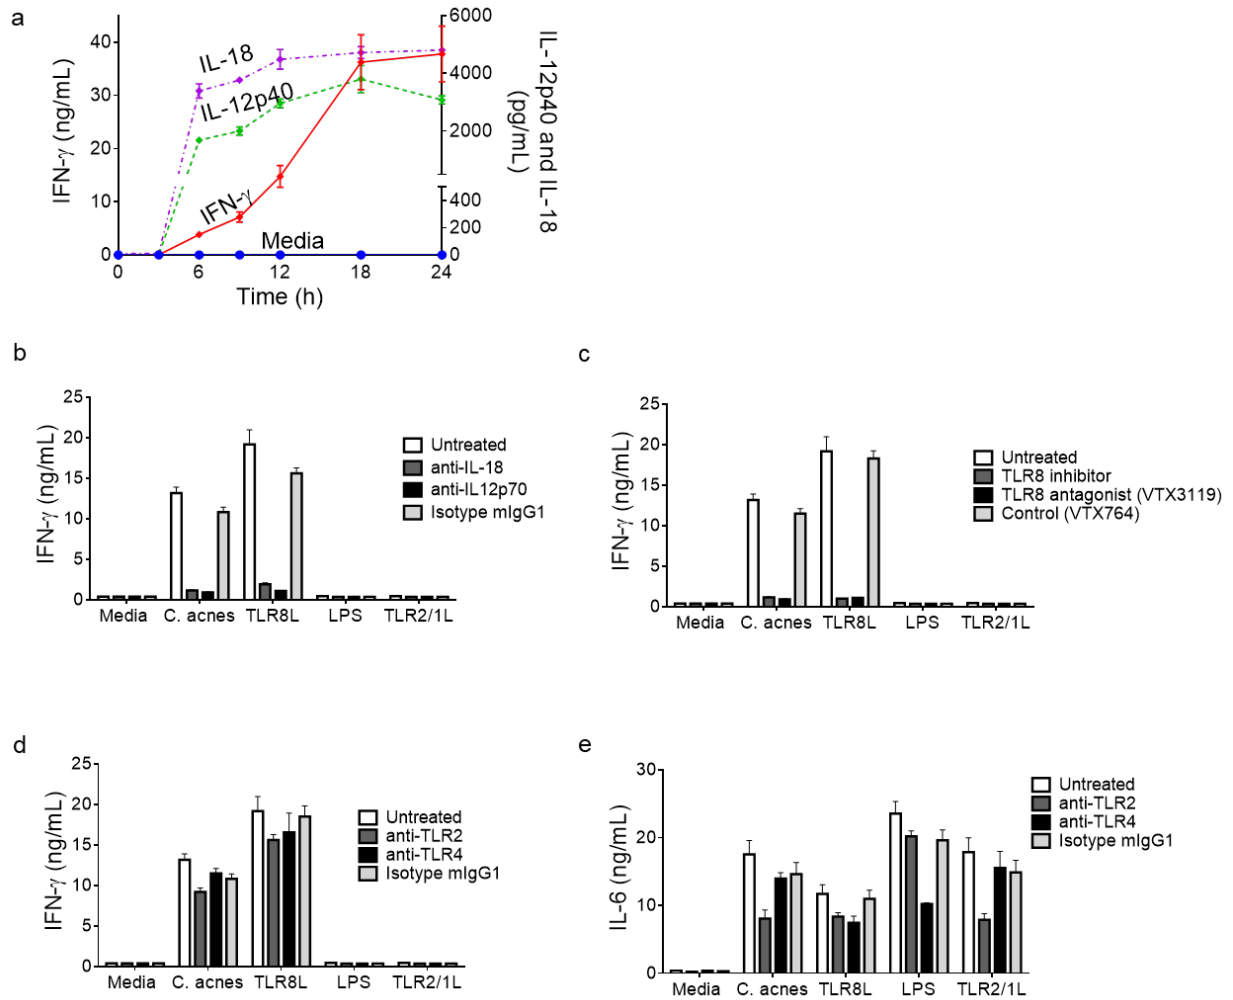 a
IFN-γ (ng/mL)
40
30
20
10
0
IL-18
IL-12p40
IFN-γ
Media
6000
4000
2000
400
200
0
IL-12p40 and IL-18
(pg/mL)
0 6 12 18 24
Time (h)
b
IFN-γ (ng/mL)
25
20
15
10
5
0
Untreated
anti-IL-18
anti-IL12p70
Isotype mIgG1
Media C. acnes TLR8L LPS TLR2/1L
c
IFN-γ (ng/mL)
25
20
15
10
5
0
Untreated
TLR8 inhibitor
TLR8 antagonist (VTX3119)
Control (VTX764)
Media C. acnes TLR8L LPS TLR2/1L
d
IFN-γ (ng/mL)
25
20
15
10
5
0
Untreated
anti-TLR2
anti-TLR4
Isotype mIgG1
Media C. acnes TLR8L LPS TLR2/1L
e
IL-6 (ng/mL)
30
20
10
0
Untreated
anti-TLR2
anti-TLR4
Isotype mIgG1
Media C. acnes TLR8L LPS TLR2/1L